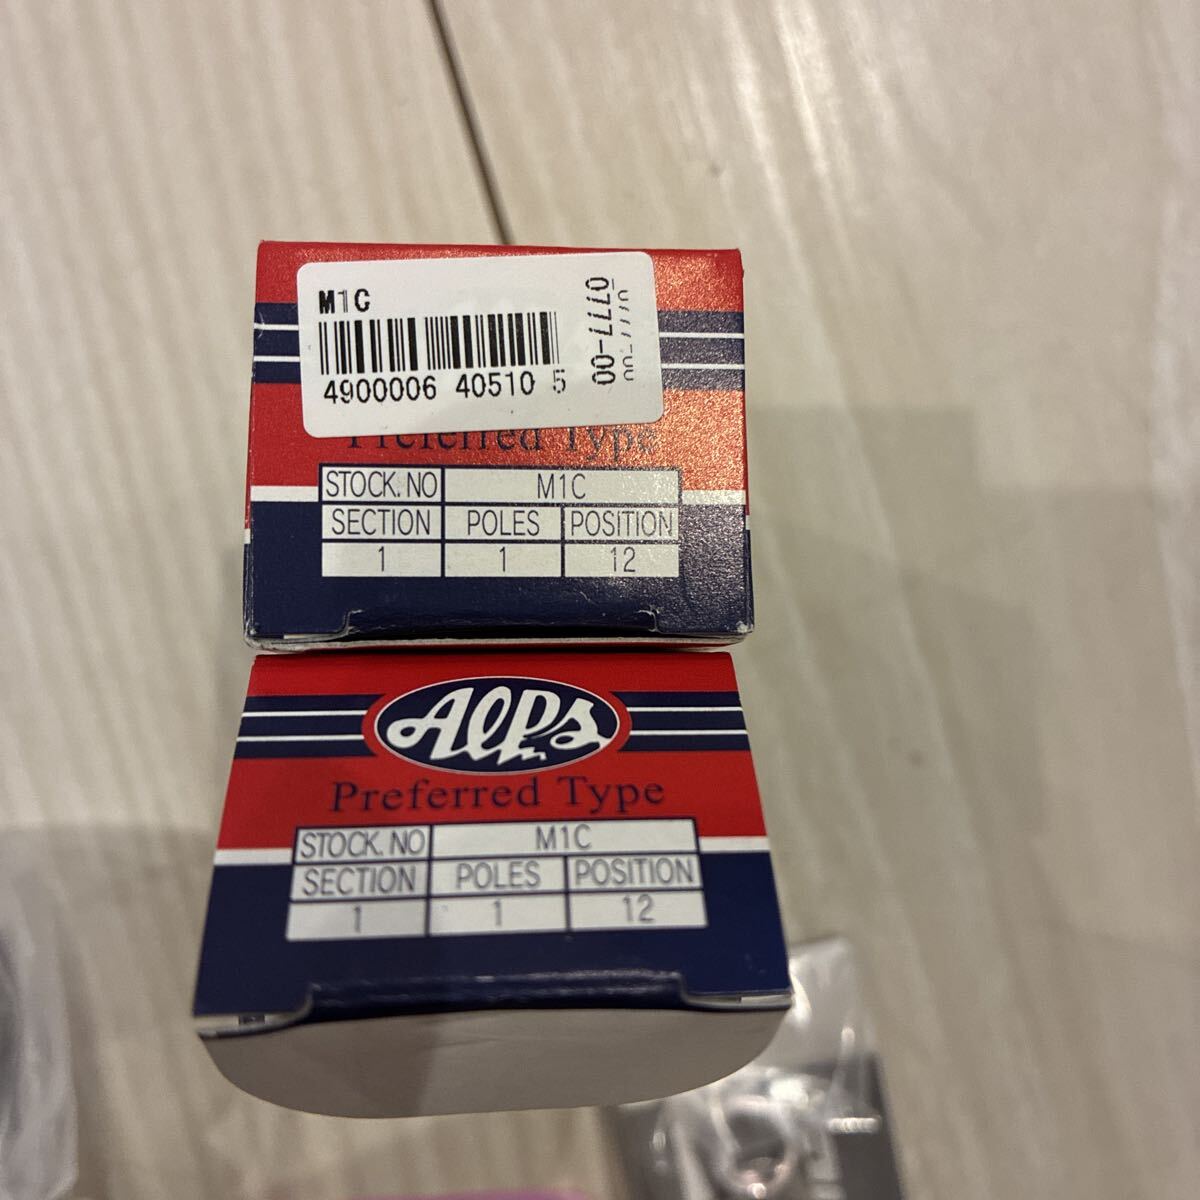 M1C
4900006 40510 5
0777-00
Preferred Type
STOCK. NO M1C
SECTION POLES POSITION
1 1 12
Alps
Preferred Type
STOCK. NO M1C
SECTION POLES POSITION
1 1 12